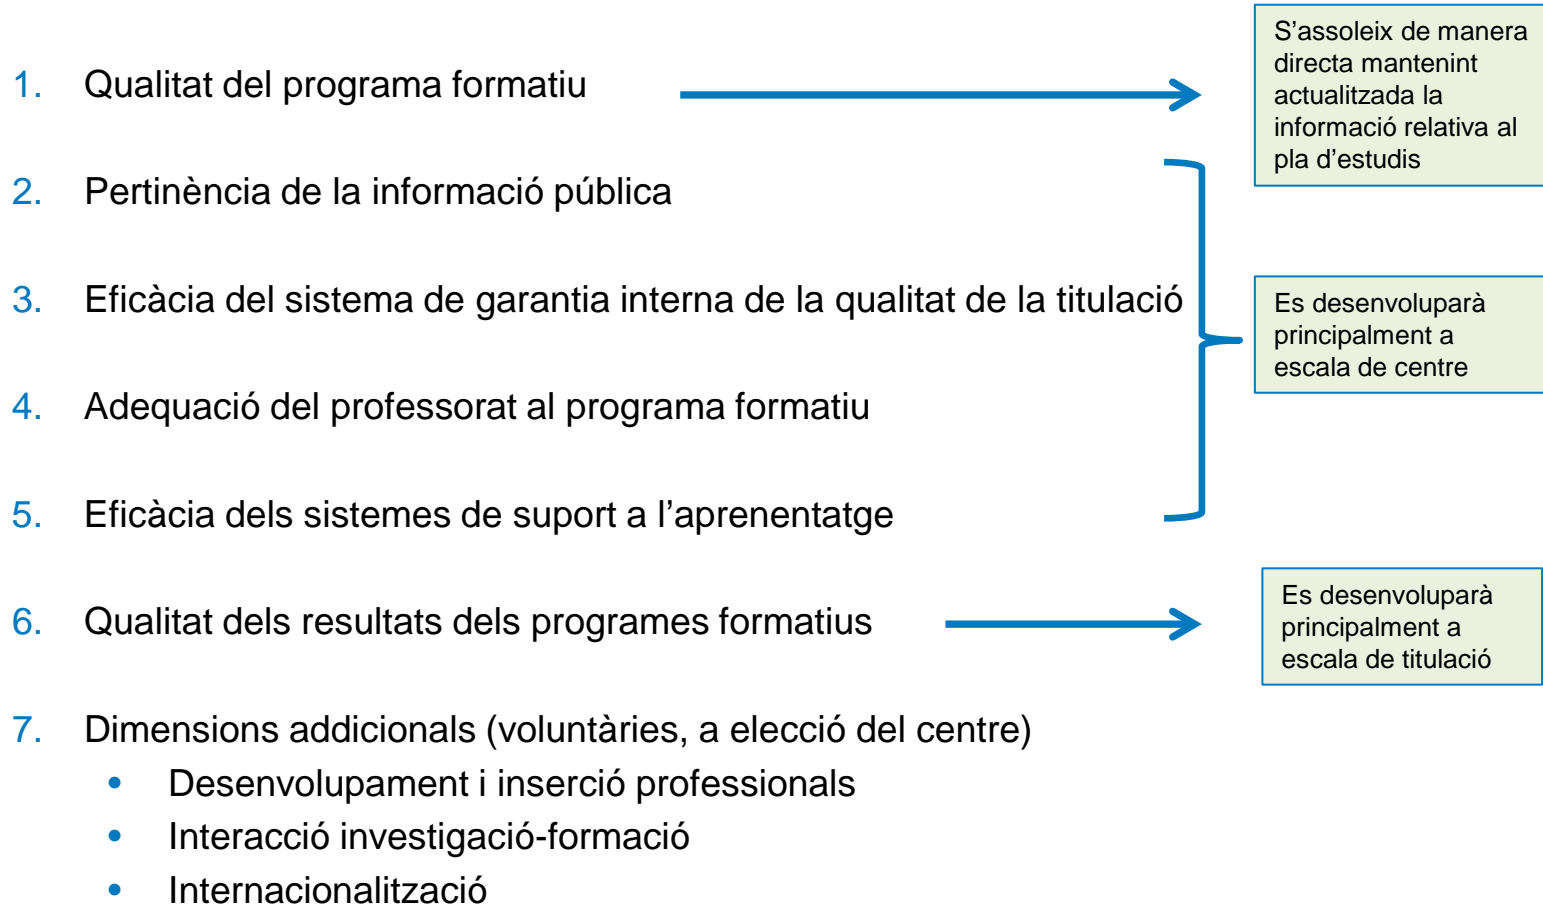 1. Qualitat del programa formatiu
S’assoleix de manera
directa mantenint
actualitzada la
informació relativa al
pla d’estudis
2. Pertinència de la informació pública
3. Eficàcia del sistema de garantia interna de la qualitat de la titulació
4. Adequació del professorat al programa formatiu
5. Eficàcia dels sistemes de suport a l’aprenentatge
Es desenvoluparà
principalment a
escala de centre
6. Qualitat dels resultats dels programes formatius
Es desenvoluparà
principalment a
escala de titulació
7. Dimensions addicionals (voluntàries, a elecció del centre)
• Desenvolupament i inserció professionals
• Interacció investigació-formació
• Internacionalització